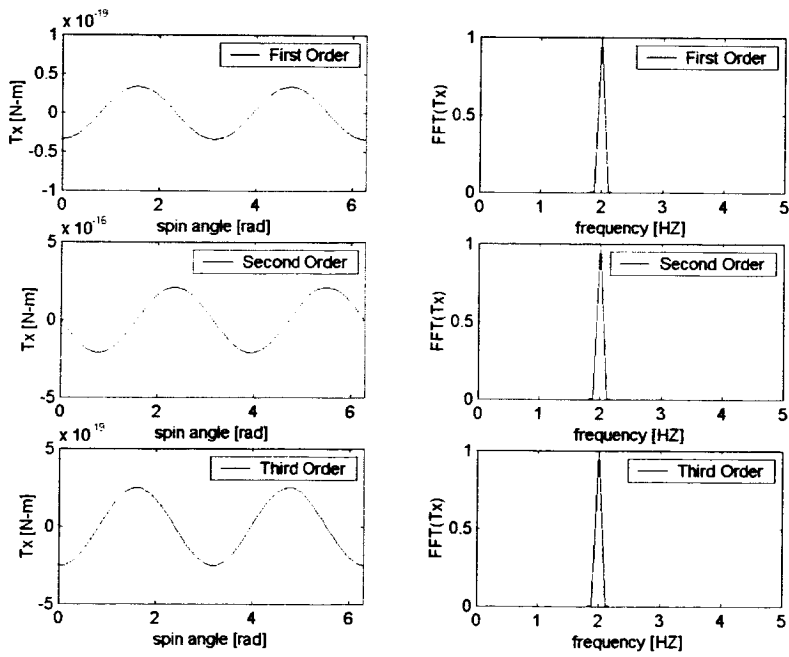 x 10-19
1
0.5
0
-0.5
-1
Tx [N-m]
First Order
0 2 4 6
spin angle [rad]
1
0.5
0
FFT(Tx)
First Order
0 1 2 3 4 5
frequency [HZ]
x 10-16
5
0
-5
Tx [N-m]
Second Order
0 2 4 6
spin angle [rad]
1
0.5
0
FFT(Tx)
Second Order
0 1 2 3 4 5
frequency [HZ]
x 10-19
5
0
-5
Tx [N-m]
Third Order
0 2 4 6
spin angle [rad]
1
0.5
0
FFT(Tx)
Third Order
0 1 2 3 4 5
frequency [HZ]